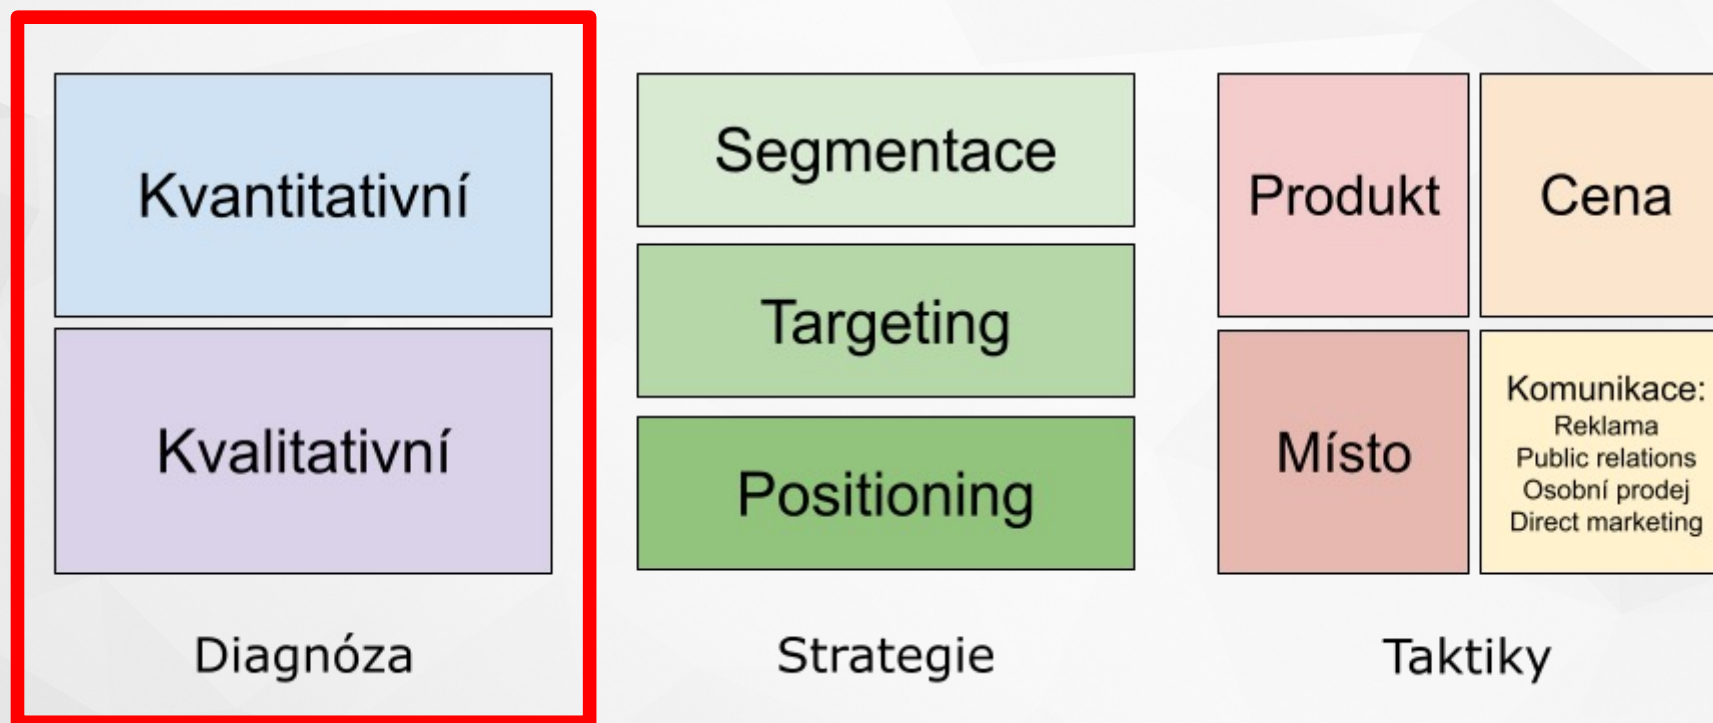 Kvantitativní
Kvalitativní
Diagnóza
Segmentace
Targeting
Positioning
Strategie
Produkt
Cena
Místo
Komunikace:
Reklama
Public relations
Osobní prodej
Direct marketing
Taktiky